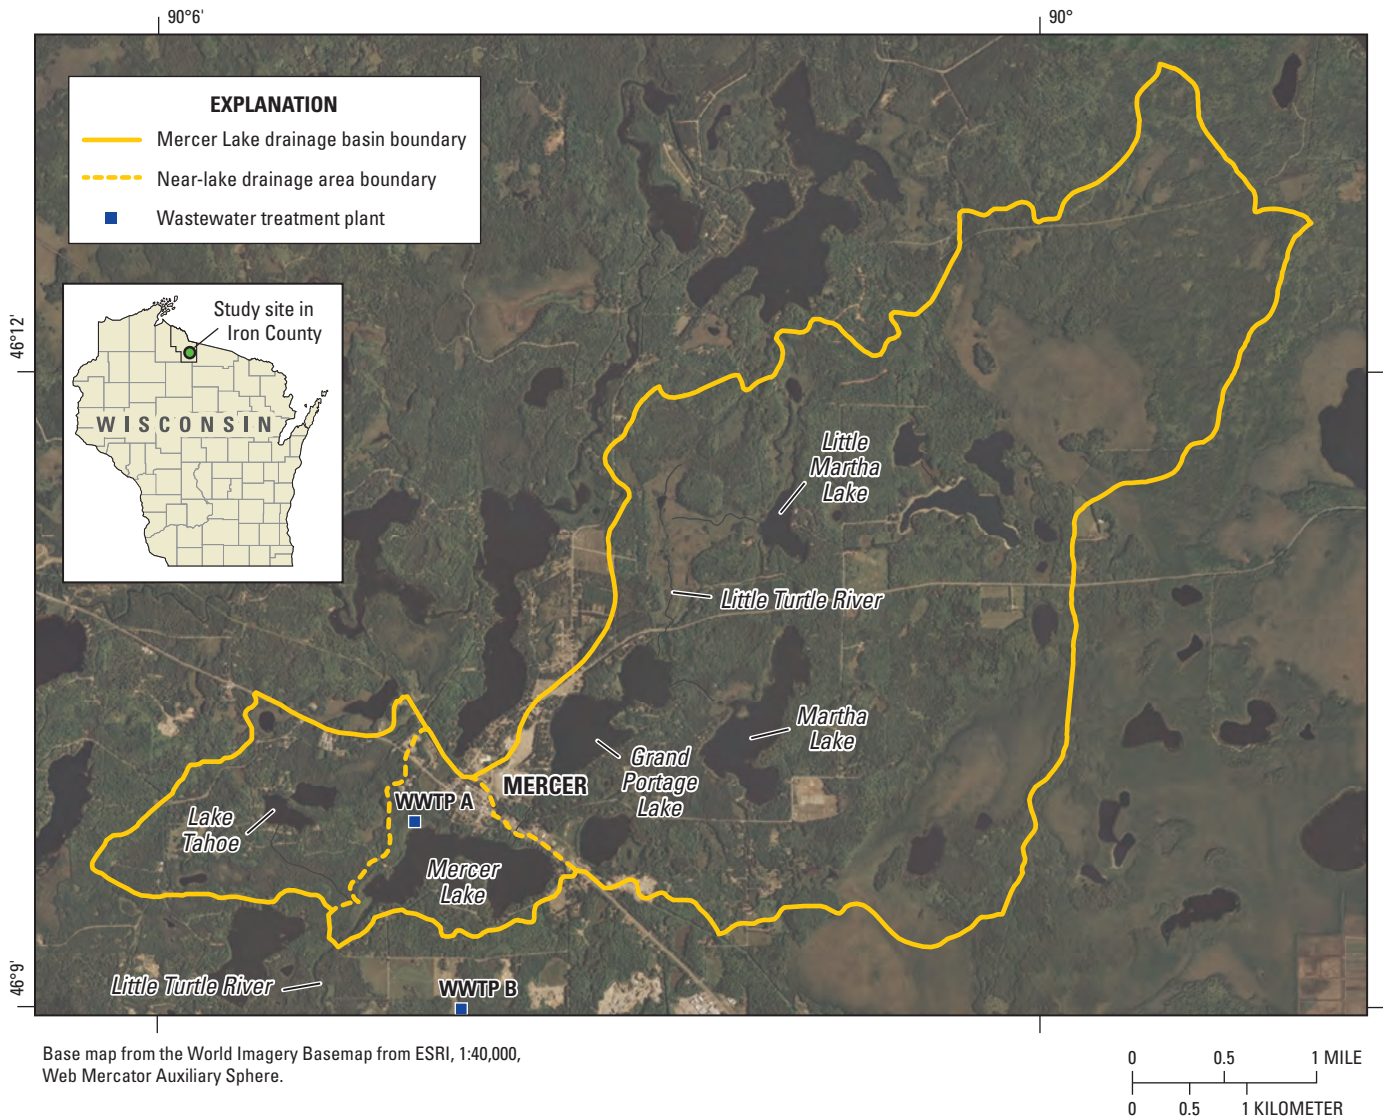 90°6'
90°
EXPLANATION
Mercer Lake drainage basin boundary
Near-lake drainage area boundary
Wastewater treatment plant
Study site in
Iron County
WISCONSIN
46°12'
Little
Martha
Lake
Little Turtle River
Martha
Lake
Grand
Portage
Lake
MERCER
WWTP A
Lake
Tahoe
Mercer
Lake
46°9'
Little Turtle River
WWTP B
Base map from the World Imagery Basemap from ESRI, 1:40,000,
Web Mercator Auxiliary Sphere.
0 0.5 1 MILE
0 0.5 1 KILOMETER